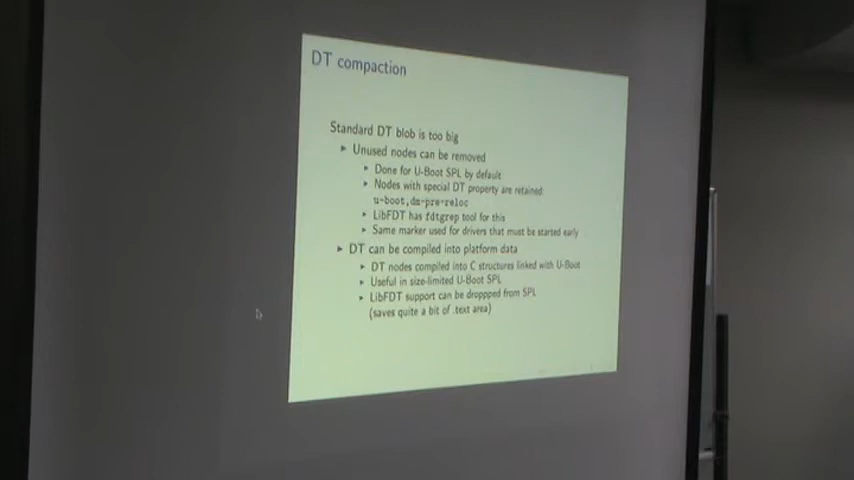 DT compaction
Standard DT blob is too big
▶ Unused nodes can be removed
▶ Done for U-Boot SPL by default
▶ Nodes with special DT property are retained:
u-boot,dm-pre-reloc
▶ LibFDT has fdtgrep tool for this
▶ Same marker used for drivers that must be started early
▶ DT can be compiled into platform data
▶ DT nodes compiled into C structures linked with U-Boot
▶ Useful in size-limited U-Boot SPL
▶ LibFDT support can be droppped from SPL
(saves quite a bit of .text area)